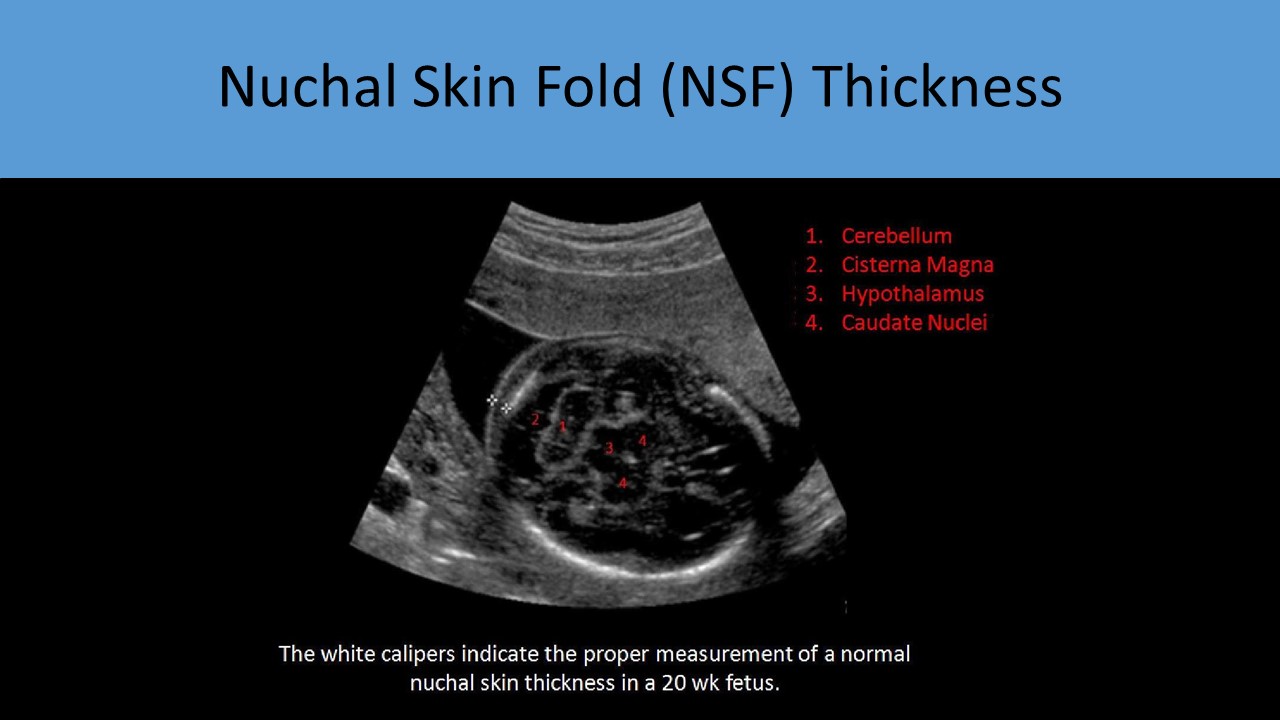 Nuchal Skin Fold (NSF) Thickness
1. Cerebellum
2. Cisterna Magna
3. Hypothalamus
4. Caudate Nuclei
2
1
4
3
4
The white calipers indicate the proper measurement of a normal
nuchal skin thickness in a 20 wk fetus.